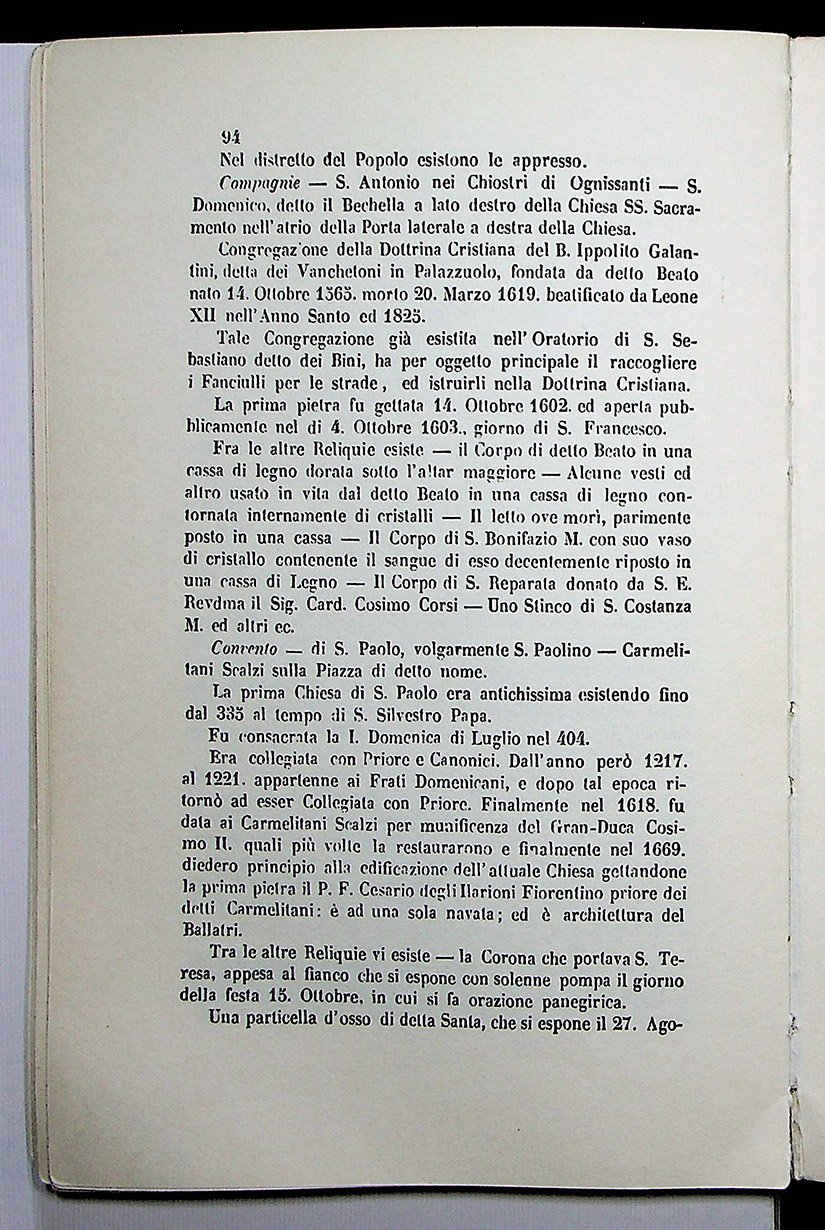 94
Nel distretto del Popolo esistono le appresso.
Compagnie — S. Antonio nei Chiostri di Ognissanti — S.
Domenico, detto il Bechella a lato destro della Chiesa SS. Sacra-
mento nell'atrio della Porta laterale a destra della Chiesa.
Congregazione della Dottrina Cristiana del B. Ippolito Galan-
tini, detta dei Vanchetoni in Palazzuolo, fondata da detto Beato
nato 14. Ottobre 1565. morto 20. Marzo 1619. beatificato da Leone
XII nell'Anno Santo ed 1825.
Tale Congregazione già esistita nell'Oratorio di S. Se-
bastiano detto dei Bini, ha per oggetto principale il raccogliere
i Fanciulli per le strade, ed istruirli nella Dottrina Cristiana.
La prima pietra fu gettata 14. Ottobre 1602. ed aperta pub-
blicamente nel di 4. Ottobre 1603., giorno di S. Francesco.
Fra le altre Reliquie esiste — il Corpo di detto Beato in una
cassa di legno dorata sotto l'altar maggiore — Alcune vesti ed
altro usato in vita dal detto Beato in una cassa di legno con-
tornata internamente di cristalli — Il letto ove morì, parimente
posto in una cassa — Il Corpo di S. Bonifazio M. con suo vaso
di cristallo contenente il sangue di esso decentemente riposto in
una cassa di Legno — Il Corpo di S. Reparata donato da S. E.
Revdma il Sig. Card. Cosimo Corsi — Uno Stinco di S. Costanza
M. ed altri ec.
Convento — di S. Paolo, volgarmente S. Paolino — Carmeli-
tani Scalzi sulla Piazza di detto nome.
La prima Chiesa di S. Paolo era antichissima esistendo fino
dal 335 al tempo di S. Silvestro Papa.
Fu consacrata la I. Domenica di Luglio nel 404.
Era collegiata con Priore e Canonici. Dall'anno però 1217.
al 1221. appartenne ai Frati Domenicani, e dopo tal epoca ri-
tornò ad esser Collegiata con Priore. Finalmente nel 1618. fu
data ai Carmelitani Scalzi per munificenza del Gran-Duca Cosi-
mo II. quali più volte la restaurarono e finalmente nel 1669.
diedero principio alla edificazione dell'attuale Chiesa gettandone
la prima pietra il P. F. Cesario degli Ilarioni Fiorentino priore dei
detti Carmelitani: è ad una sola navata; ed è architettura del
Ballatri.
Tra le altre Reliquie vi esiste — la Corona che portava S. Te-
resa, appesa al fianco che si espone con solenne pompa il giorno
della festa 15. Ottobre, in cui si fa orazione panegirica.
Una particella d'osso di detta Santa, che si espone il 27. Ago-